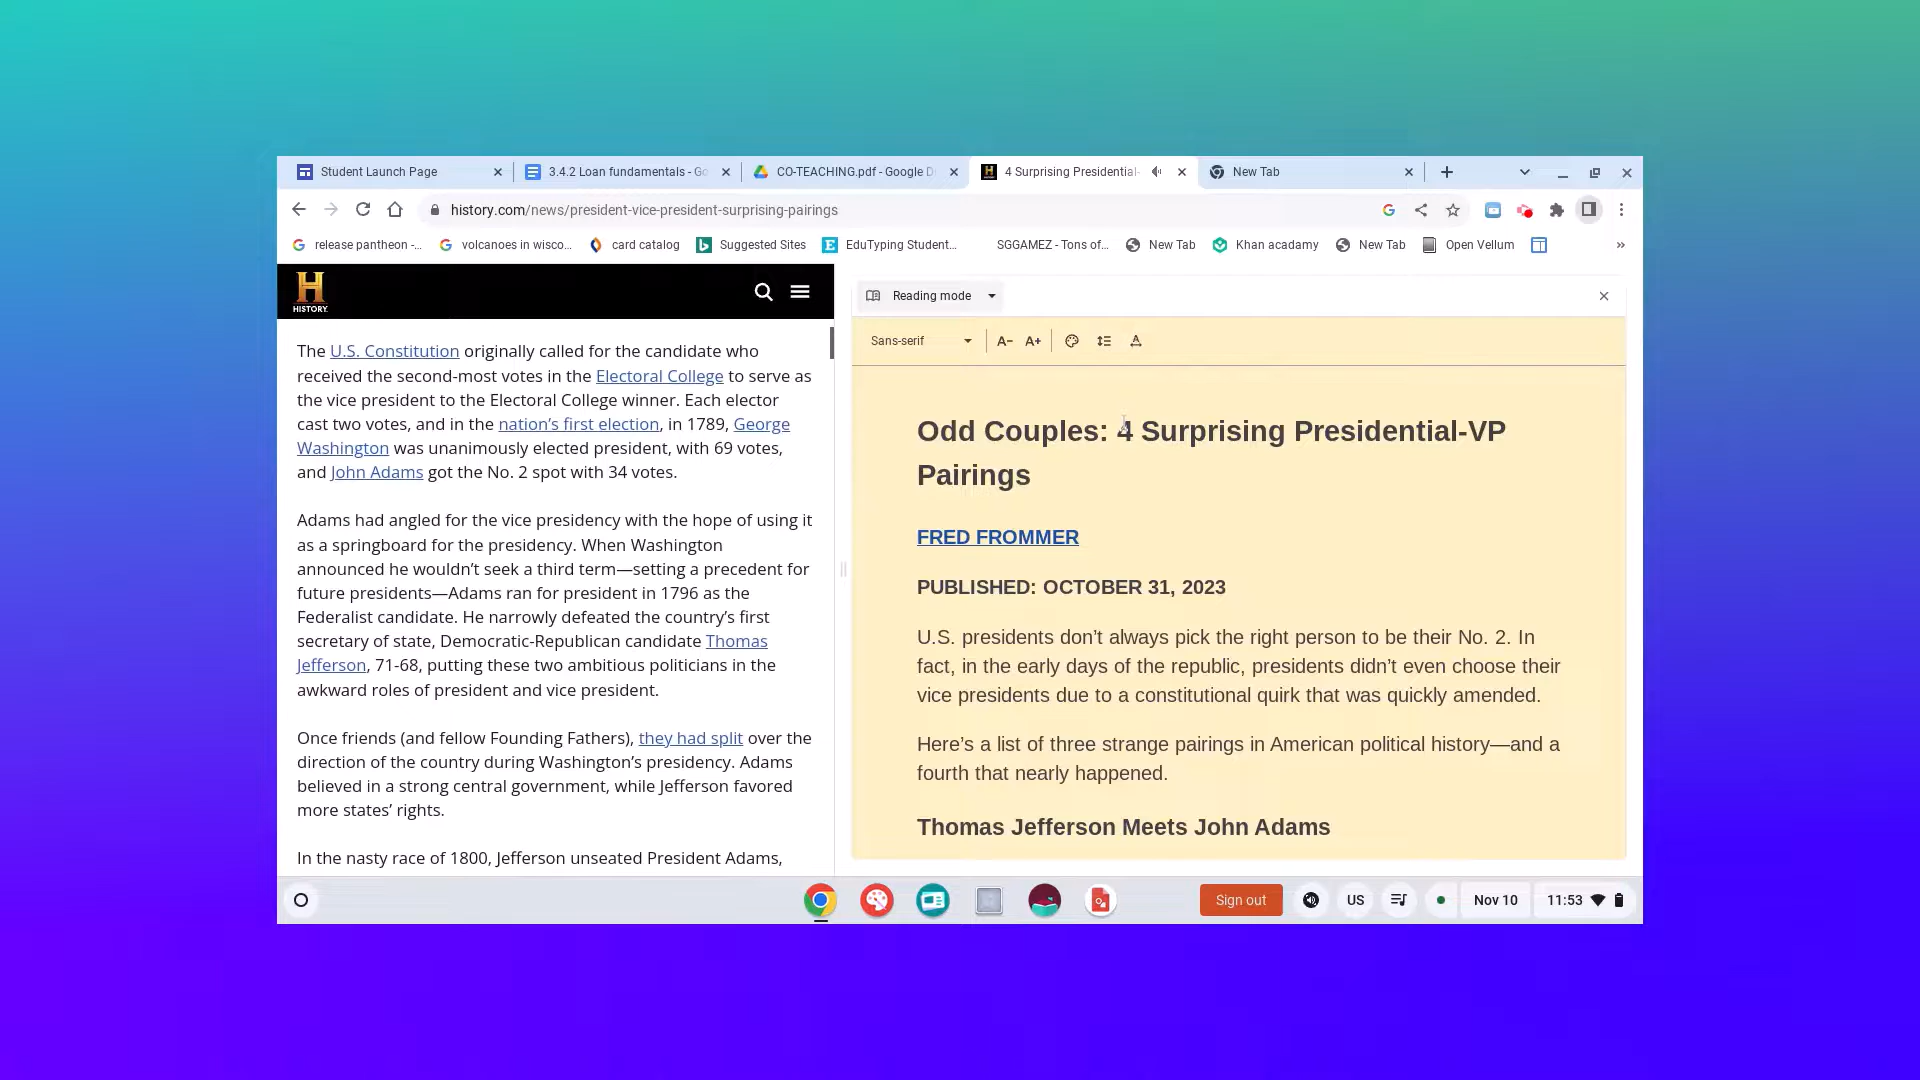 Student Launch Page
3.4.2 Loan fundamentals - Go
CO-TEACHING.pdf - Google D
4 Surprising Presidential-
New Tab
history.com/news/president-vice-president-surprising-pairings
release pantheon -...
volcanoes in wisco...
card catalog
Suggested Sites
EduTyping Student...
SGGAMEZ - Tons of...
New Tab
Khan acadamy
New Tab
Open Vellum
»
HISTORY.
The U.S. Constitution originally called for the candidate who
received the second-most votes in the Electoral College to serve as
the vice president to the Electoral College winner. Each elector
cast two votes, and in the nation’s first election, in 1789, George
Washington was unanimously elected president, with 69 votes,
and John Adams got the No. 2 spot with 34 votes.
Adams had angled for the vice presidency with the hope of using it
as a springboard for the presidency. When Washington
announced he wouldn’t seek a third term—setting a precedent for
future presidents—Adams ran for president in 1796 as the
Federalist candidate. He narrowly defeated the country’s first
secretary of state, Democratic-Republican candidate Thomas
Jefferson, 71-68, putting these two ambitious politicians in the
awkward roles of president and vice president.
Once friends (and fellow Founding Fathers), they had split over the
direction of the country during Washington’s presidency. Adams
believed in a strong central government, while Jefferson favored
more states’ rights.
In the nasty race of 1800, Jefferson unseated President Adams,
Reading mode
Sans-serif
A- A+
Odd Couples: 4 Surprising Presidential-VP
Pairings
FRED FROMMER
PUBLISHED: OCTOBER 31, 2023
U.S. presidents don’t always pick the right person to be their No. 2. In
fact, in the early days of the republic, presidents didn’t even choose their
vice presidents due to a constitutional quirk that was quickly amended.
Here’s a list of three strange pairings in American political history—and a
fourth that nearly happened.
Thomas Jefferson Meets John Adams
Sign out
US
Nov 10
11:53